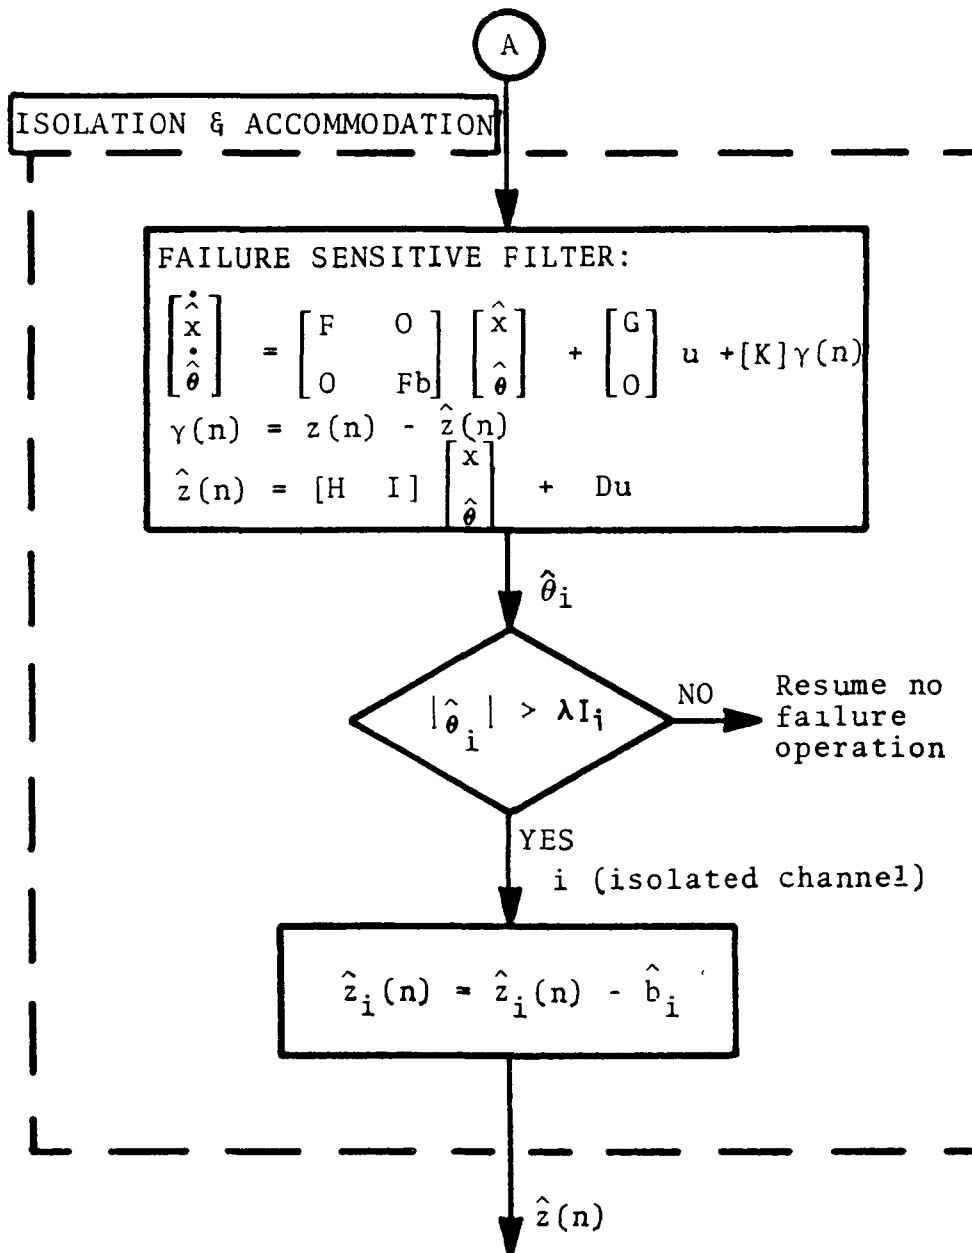 A
ISOLATION & ACCOMMODATION
FAILURE SENSITIVE FILTER:
[ẋ̂ θ̇̂] = [F O; O Fb] [x̂ θ̂] + [G O] u +[K]γ(n)
γ(n) = z(n) - ẑ(n)
ẑ(n) = [H I] [x θ̂] + Du
θ̂i
|θ̂i| > λIi
NO
Resume no
failure
operation
YES
i (isolated channel)
ẑi(n) = ẑi(n) - b̂i
ẑ(n)